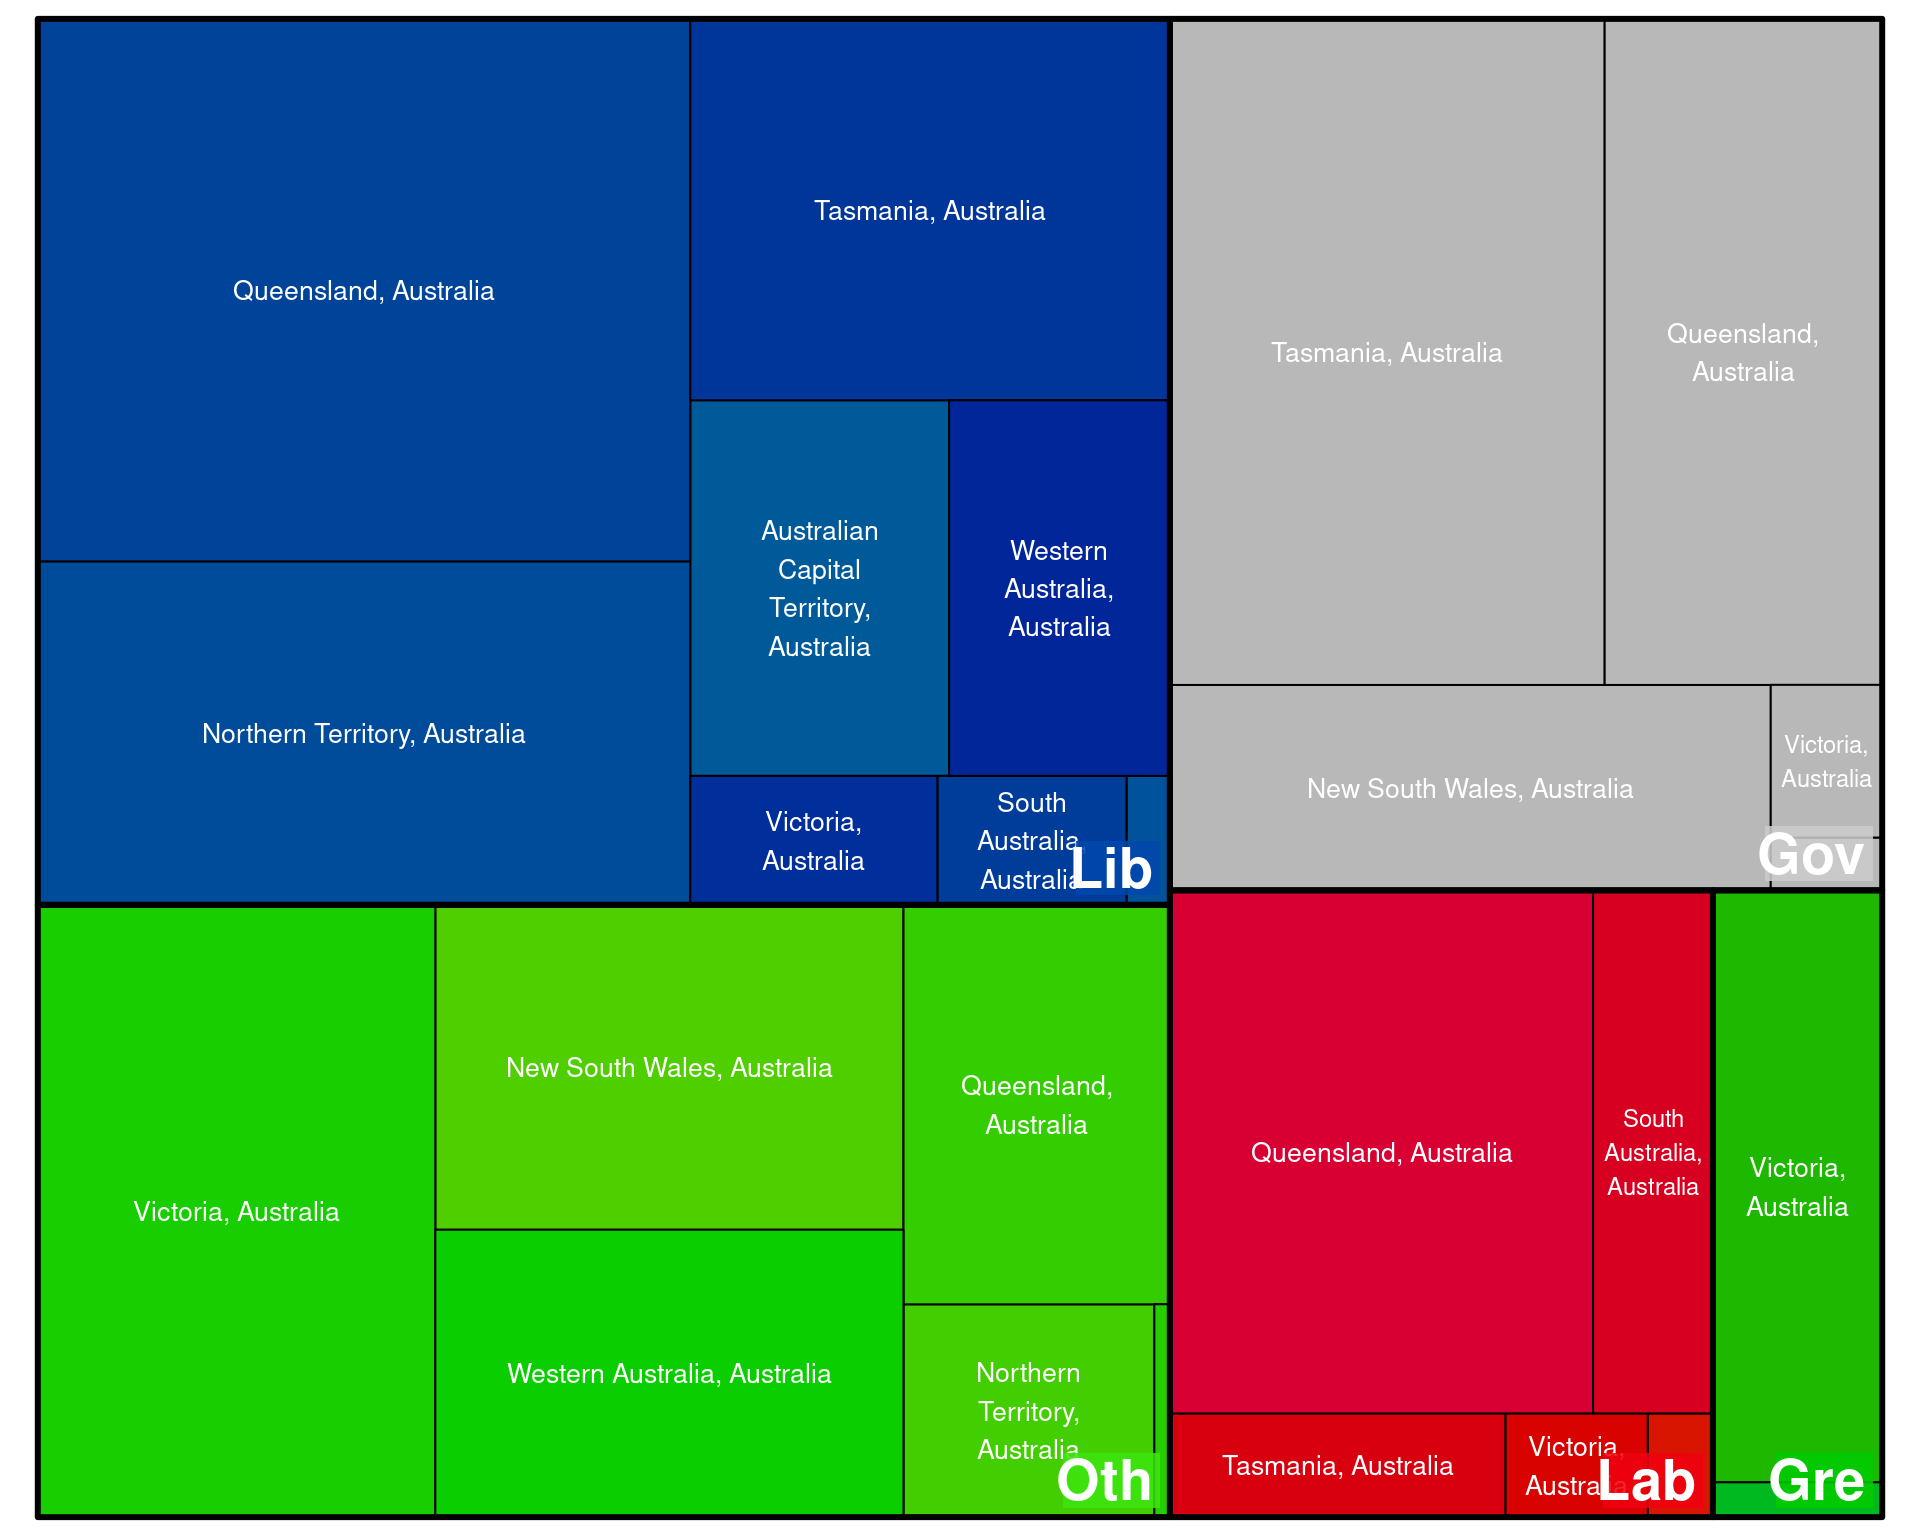 Queensland, Australia
Northern Territory, Australia
Tasmania, Australia
Australian
Capital
Territory,
Australia
Western
Australia,
Australia
Victoria,
Australia
South
Australia,
Australia
Lib
Tasmania, Australia
Queensland,
Australia
New South Wales, Australia
Victoria,
Australia
Gov
Victoria, Australia
New South Wales, Australia
Western Australia, Australia
Queensland,
Australia
Northern
Territory,
Australia
Oth
Queensland, Australia
South
Australia,
Australia
Tasmania, Australia
Victoria,
Australia
Lab
Victoria,
Australia
Gre